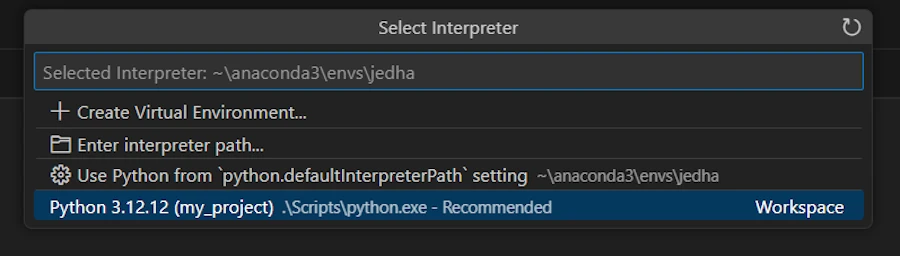 Select Interpreter
Selected Interpreter: ~\anaconda3\envs\jedha
Create Virtual Environment...
Enter interpreter path...
Use Python from `python.defaultInterpreterPath` setting ~\anaconda3\envs\jedha
Python 3.12.12 (my_project) .\Scripts\python.exe - Recommended Workspace